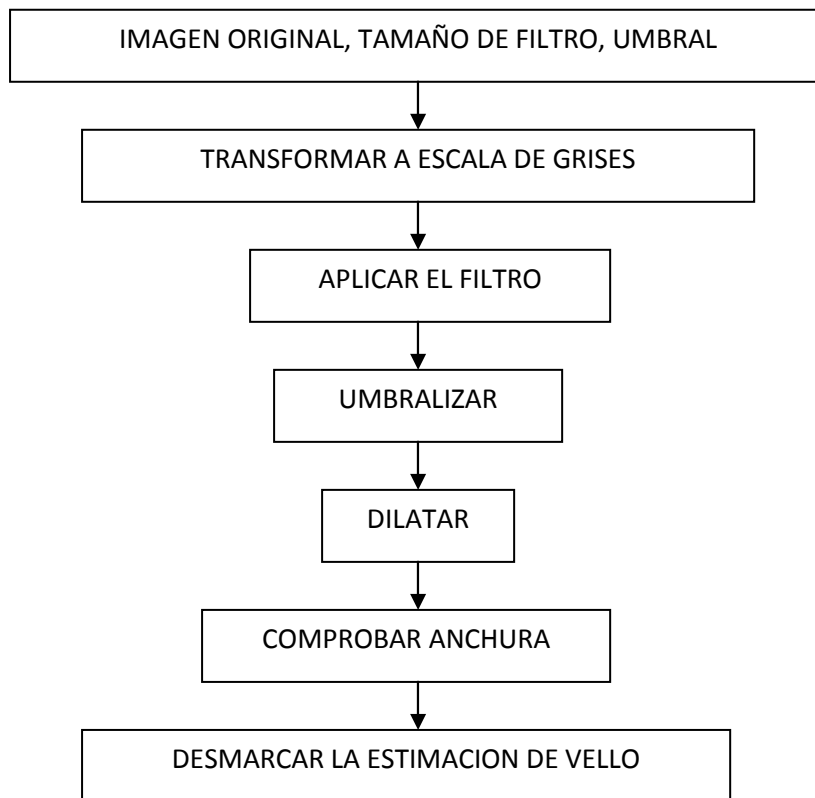 IMAGEN ORIGINAL, TAMAÑO DE FILTRO, UMBRAL
TRANSFORMAR A ESCALA DE GRISES
APLICAR EL FILTRO
UMBRALIZAR
DILATAR
COMPROBAR ANCHURA
DESMARCAR LA ESTIMACION DE VELLO